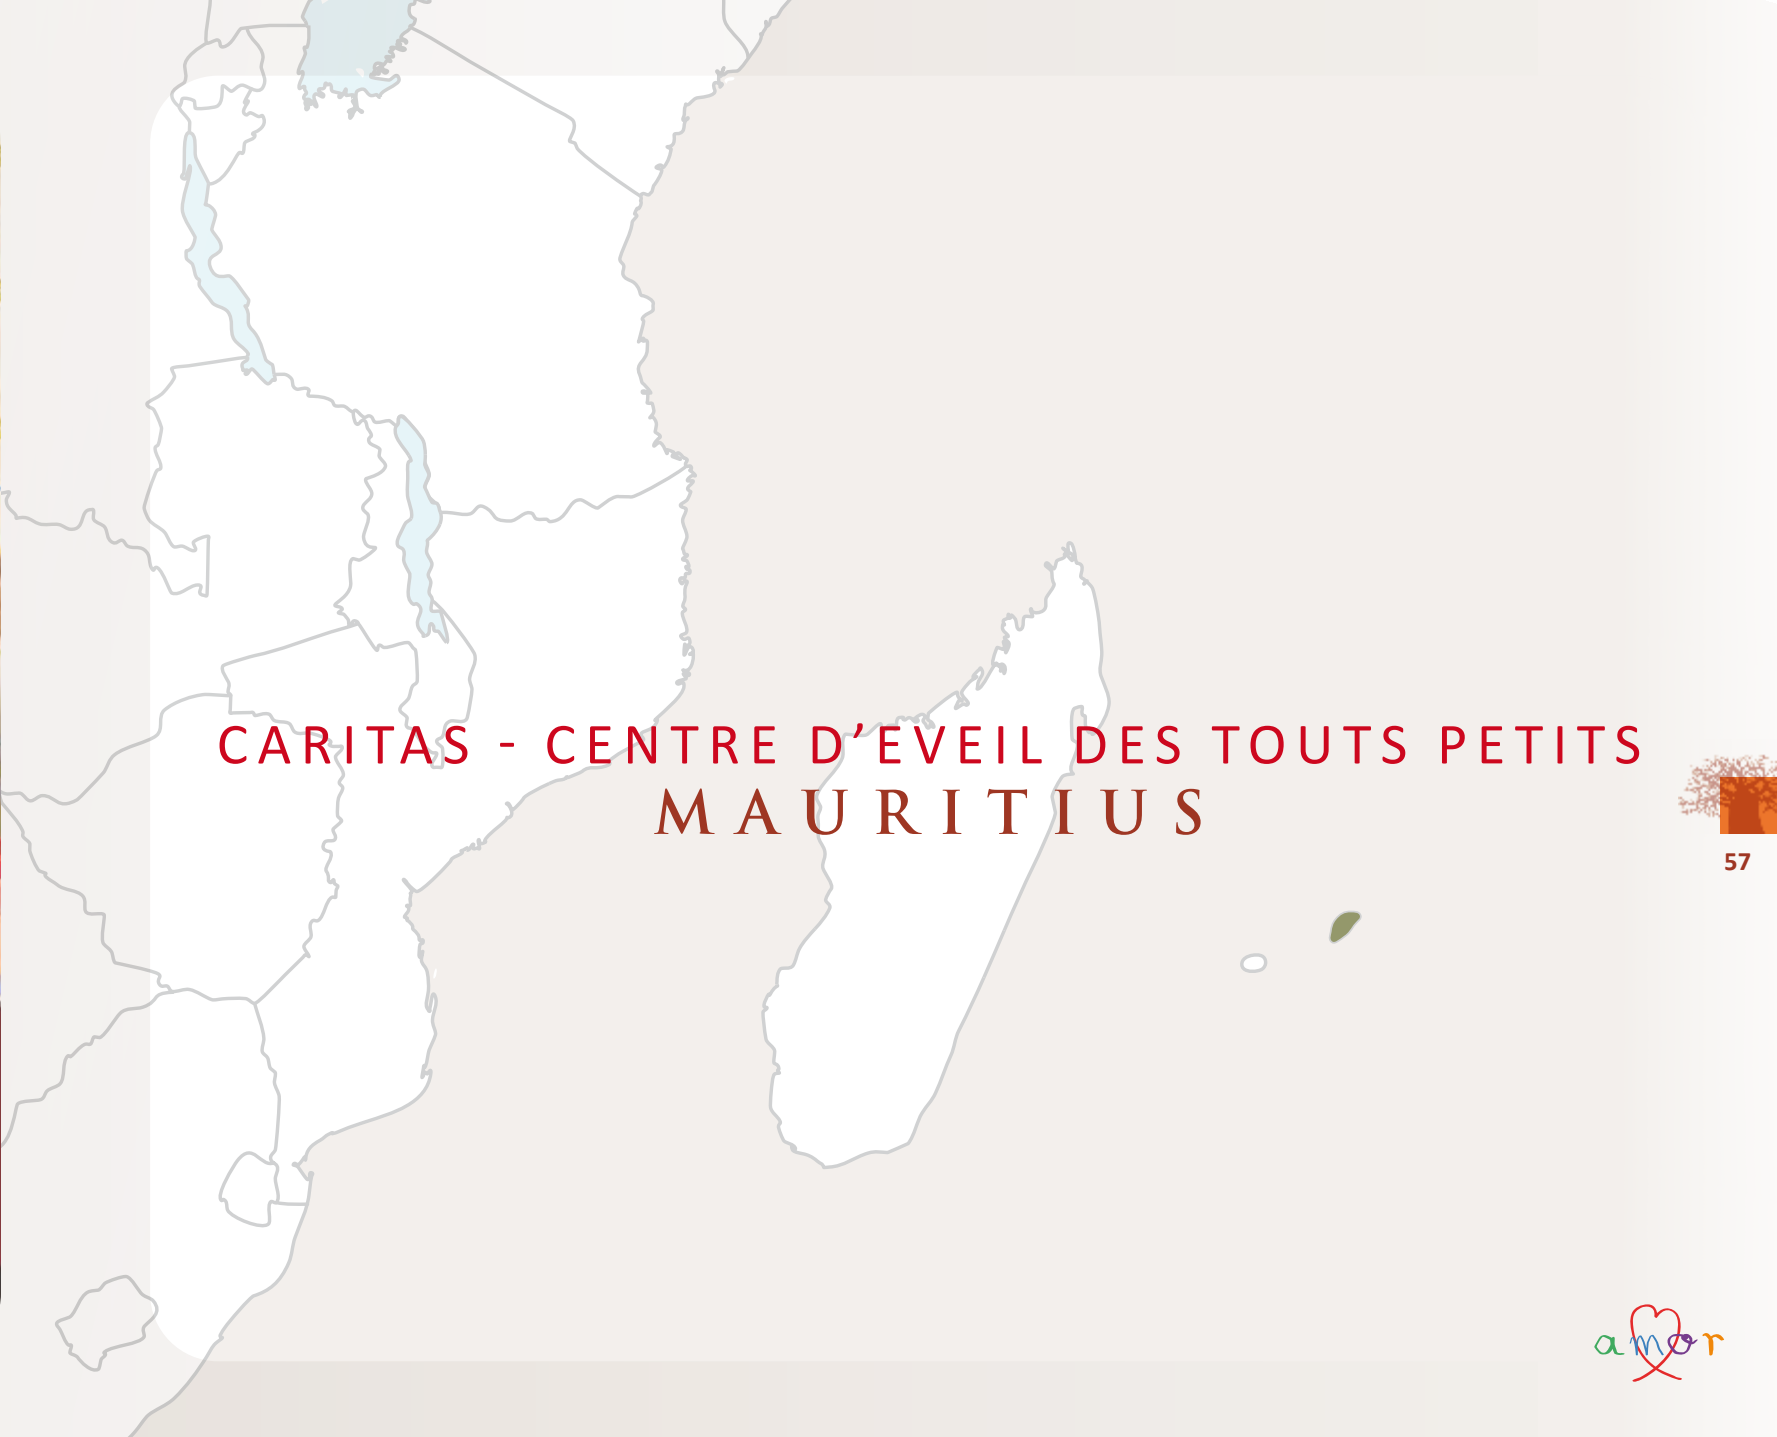 CARITAS - CENTRE D’EVEIL DES TOUTS PETITS
MAURITIUS
57
amor